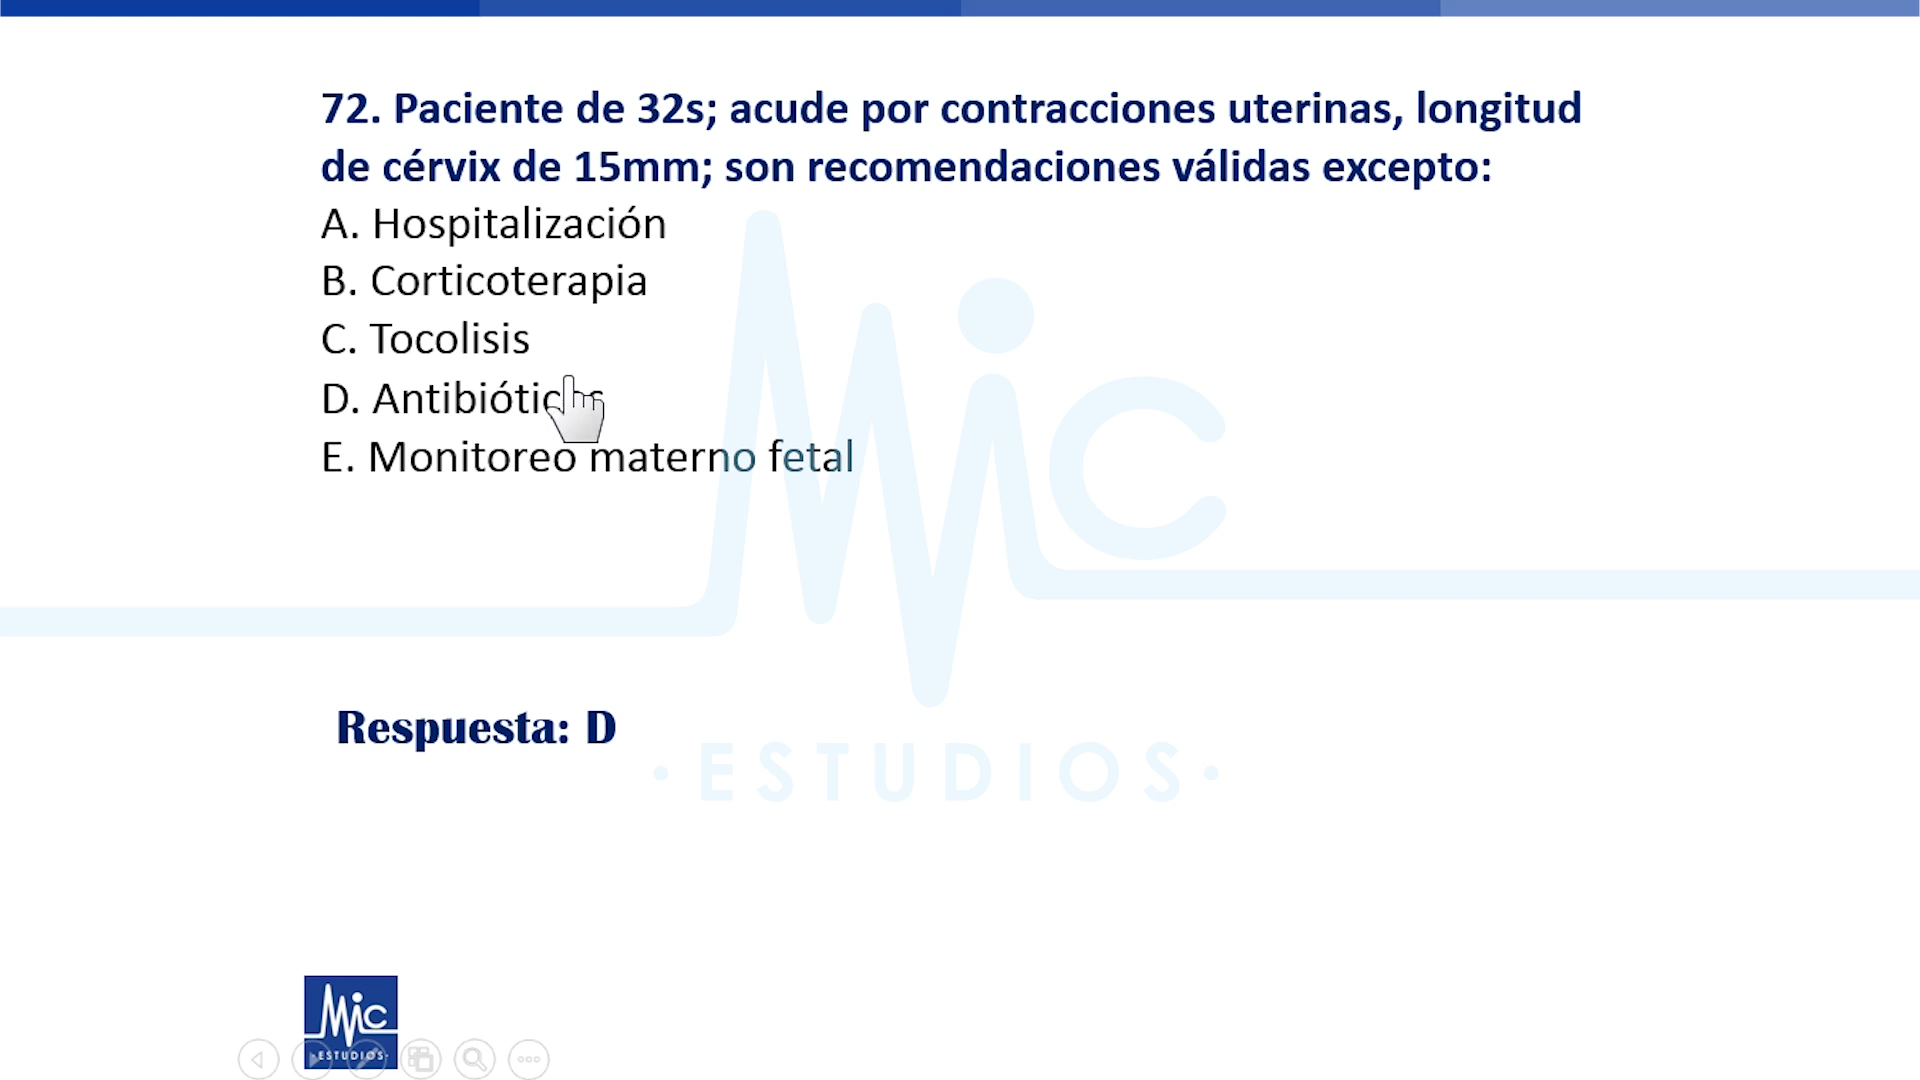 72. Paciente de 32s; acude por contracciones uterinas, longitud
de cérvix de 15mm; son recomendaciones válidas excepto:
A. Hospitalización
B. Corticoterapia
C. Tocolisis
D. Antibióticos
E. Monitoreo materno fetal
Mic
• ESTUDIOS •
Respuesta: D
Mic
•ESTUDIOS•